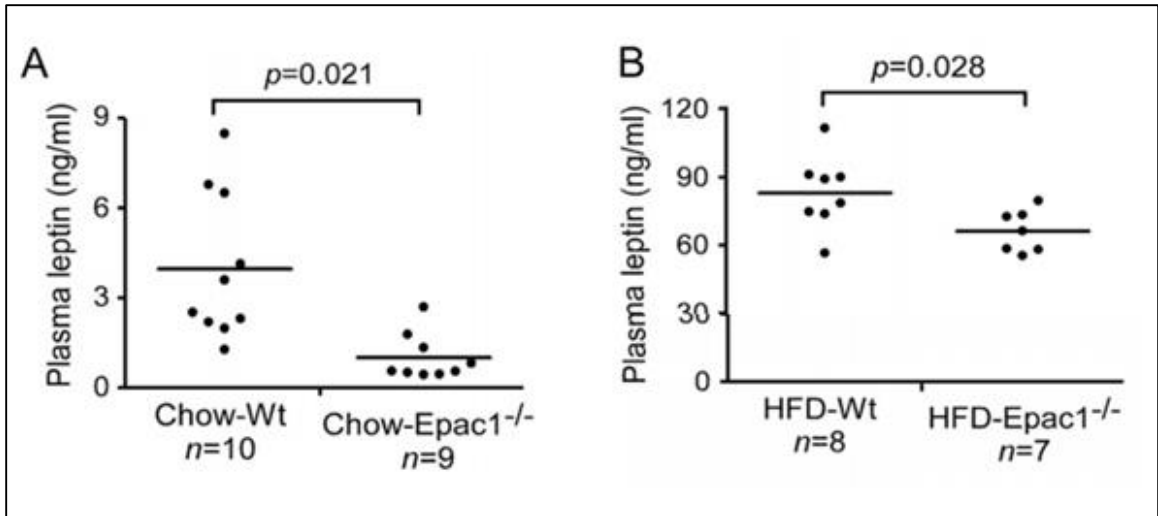 A
p=0.021
Plasma leptin (ng/ml)
9
6
3
0
Chow-Wt
n=10
Chow-Epac1⁻/⁻
n=9
B
p=0.028
Plasma leptin (ng/ml)
120
90
60
30
0
HFD-Wt
n=8
HFD-Epac1⁻/⁻
n=7